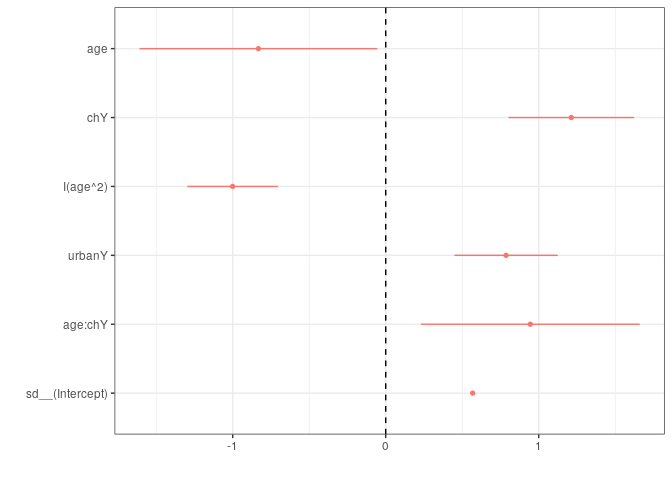 age
chY
I(age^2)
urbanY
age:chY
sd__(Intercept)
-1
0
1